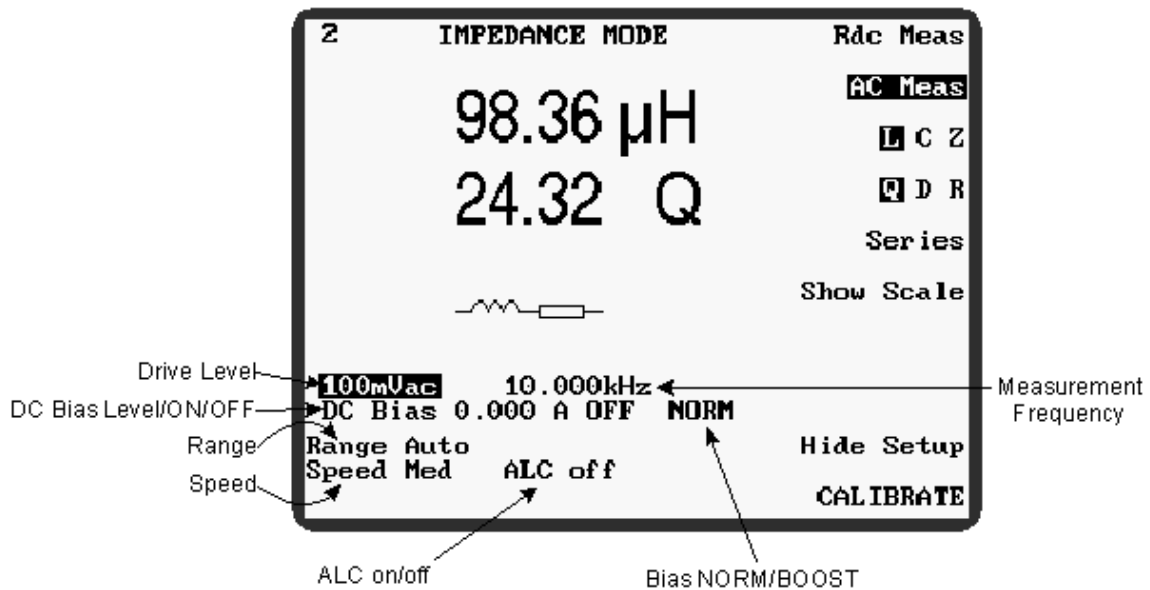 2 IMPEDANCE MODE Rdc Meas
AC Meas
98.36 µH
L C Z
24.32 Q
Q D R
Series
Show Scale
Drive Level
100mVac 10.000kHz
Measurement
Frequency
DC Bias Level/ON/OFF
DC Bias 0.000 A OFF NORM
Range
Range Auto
Hide Setup
Speed
Speed Med ALC off
CALIBRATE
ALC on/off
Bias NORM/BOOST